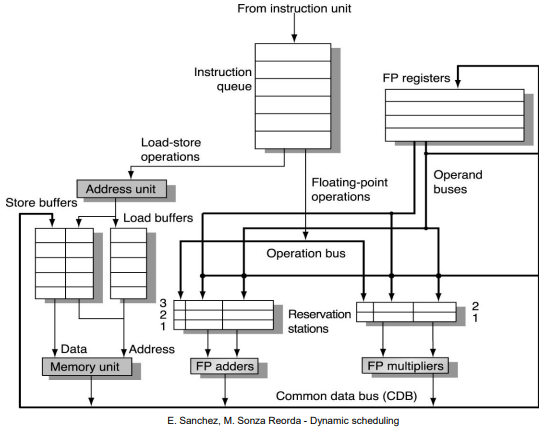 From instruction unit
Instruction
queue
FP registers
Load-store
operations
Address unit
Floating-point
operations
Operand
buses
Store buffers
Load buffers
Operation bus
3
2
1
Reservation
stations
2
1
Data
Address
Memory unit
FP adders
FP multipliers
Common data bus (CDB)
E. Sanchez, M. Sonza Reorda - Dynamic scheduling